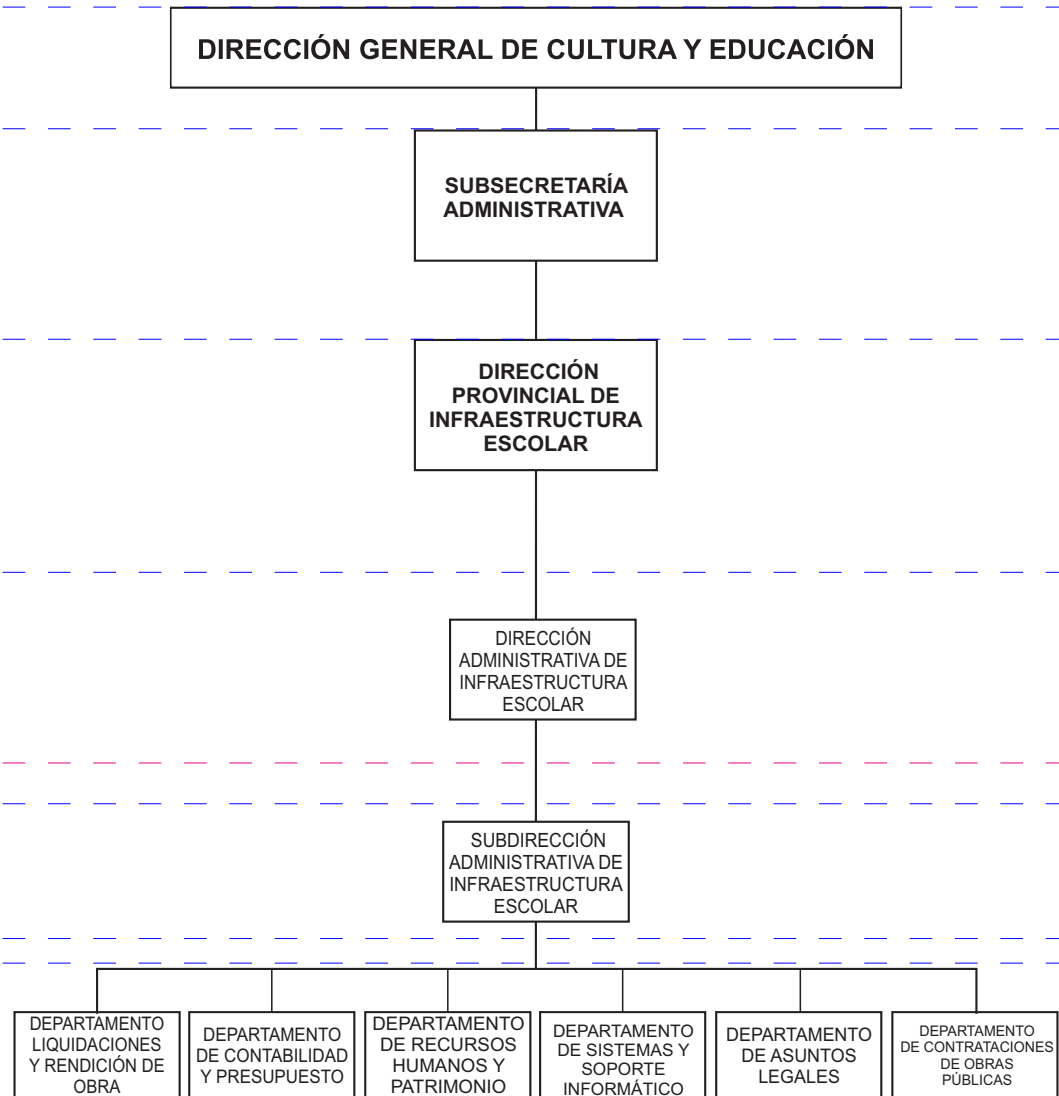 DIRECCIÓN GENERAL DE CULTURA Y EDUCACIÓN
SUBSECRETARÍA
ADMINISTRATIVA
DIRECCIÓN
PROVINCIAL DE
INFRAESTRUCTURA
ESCOLAR
DIRECCIÓN
ADMINISTRATIVA DE
INFRAESTRUCTURA
ESCOLAR
SUBDIRECCIÓN
ADMINISTRATIVA DE
INFRAESTRUCTURA
ESCOLAR
DEPARTAMENTO
LIQUIDACIONES
Y RENDICIÓN DE
OBRA
DEPARTAMENTO
DE CONTABILIDAD
Y PRESUPUESTO
DEPARTAMENTO
DE RECURSOS
HUMANOS Y
PATRIMONIO
DEPARTAMENTO
DE SISTEMAS Y
SOPORTE
INFORMÁTICO
DEPARTAMENTO
DE ASUNTOS
LEGALES
DEPARTAMENTO
DE CONTRATACIONES
DE OBRAS
PÚBLICAS